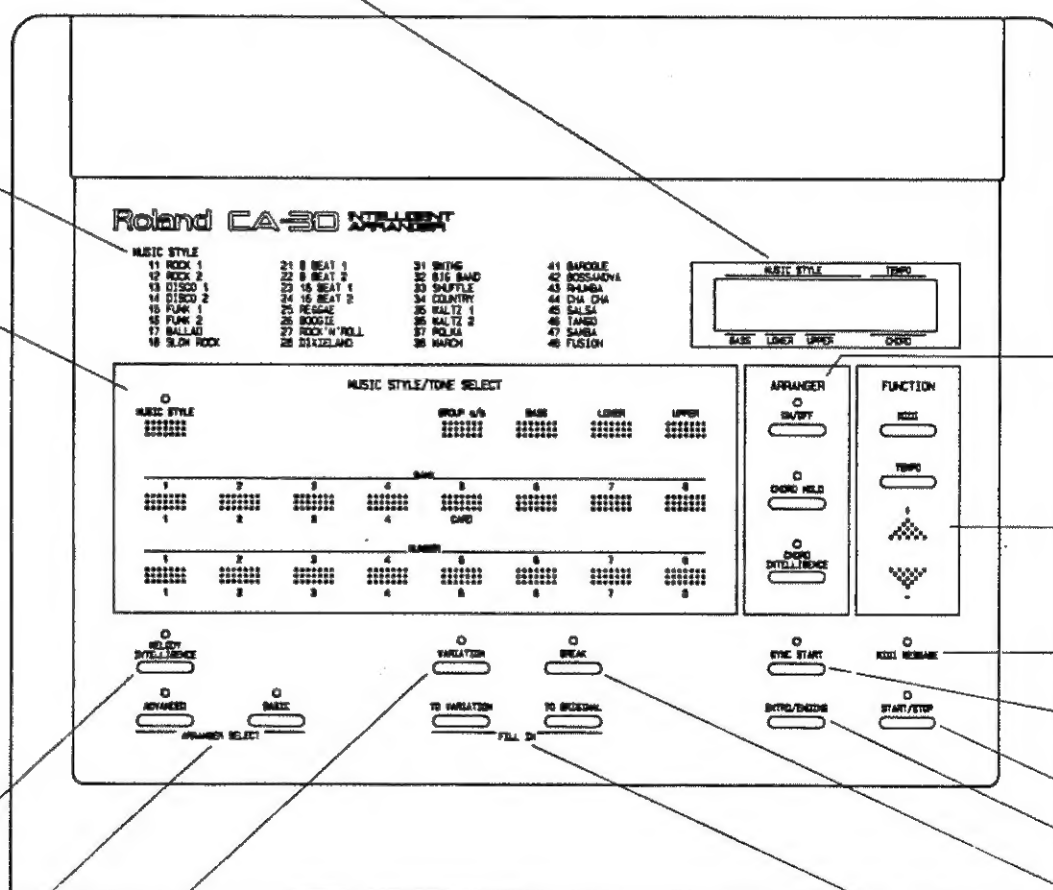 Roland CA-30 INTELLIGENT ARRANGER
MUSIC STYLE
11 ROCK 1
12 ROCK 2
13 DISCO 1
14 DISCO 2
15 FUNK 1
16 FUNK 2
17 BALLAD
18 SLOW ROCK
21 8 BEAT 1
22 8 BEAT 2
23 16 BEAT 1
24 16 BEAT 2
25 REGGAE
26 BOOGIE
27 ROCK'N'ROLL
28 DIXIELAND
31 SWING
32 BIG BAND
33 SHUFFLE
34 COUNTRY
35 WALTZ 1
36 WALTZ 2
37 POLKA
38 MARCH
41 BAROQUE
42 BOSSANOVA
43 RHUMBA
44 CHA CHA
45 SALSA
46 TANGO
47 SAMBA
48 FUSION
MUSIC STYLE TEMPO
BASS LOWER UPPER CHORD
MUSIC STYLE/TONE SELECT
MUSIC STYLE GROUP a/b BASS LOWER UPPER
BANK
1 2 3 4 5 6 7 8
1 2 3 4 CARD
NUMBER
1 2 3 4 5 6 7 8
1 2 3 4 5 6 7 8
ARRANGER
ON/OFF
CHORD HOLD
CHORD INTELLIGENCE
FUNCTION
MIDI
TEMPO
+
-
MELODY INTELLIGENCE
VARIATION
BREAK
SYNC START
MIDI MESSAGE
ADVANCED
BASIC
ARRANGER SELECT
TO VARIATION
TO ORIGINAL
FILL IN
INTRO/ENDING
START/STOP